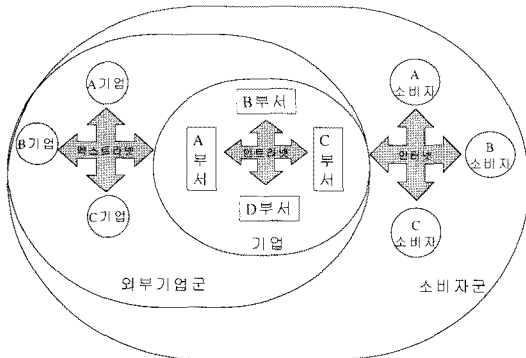 A기업
B기업
엑스트라넷
C기업
외부기업군
B부서
A
부
서
인트라넷
C
부
서
D부서
기업
A
소비자
인터넷
B
소비자
C
소비자
소비자군